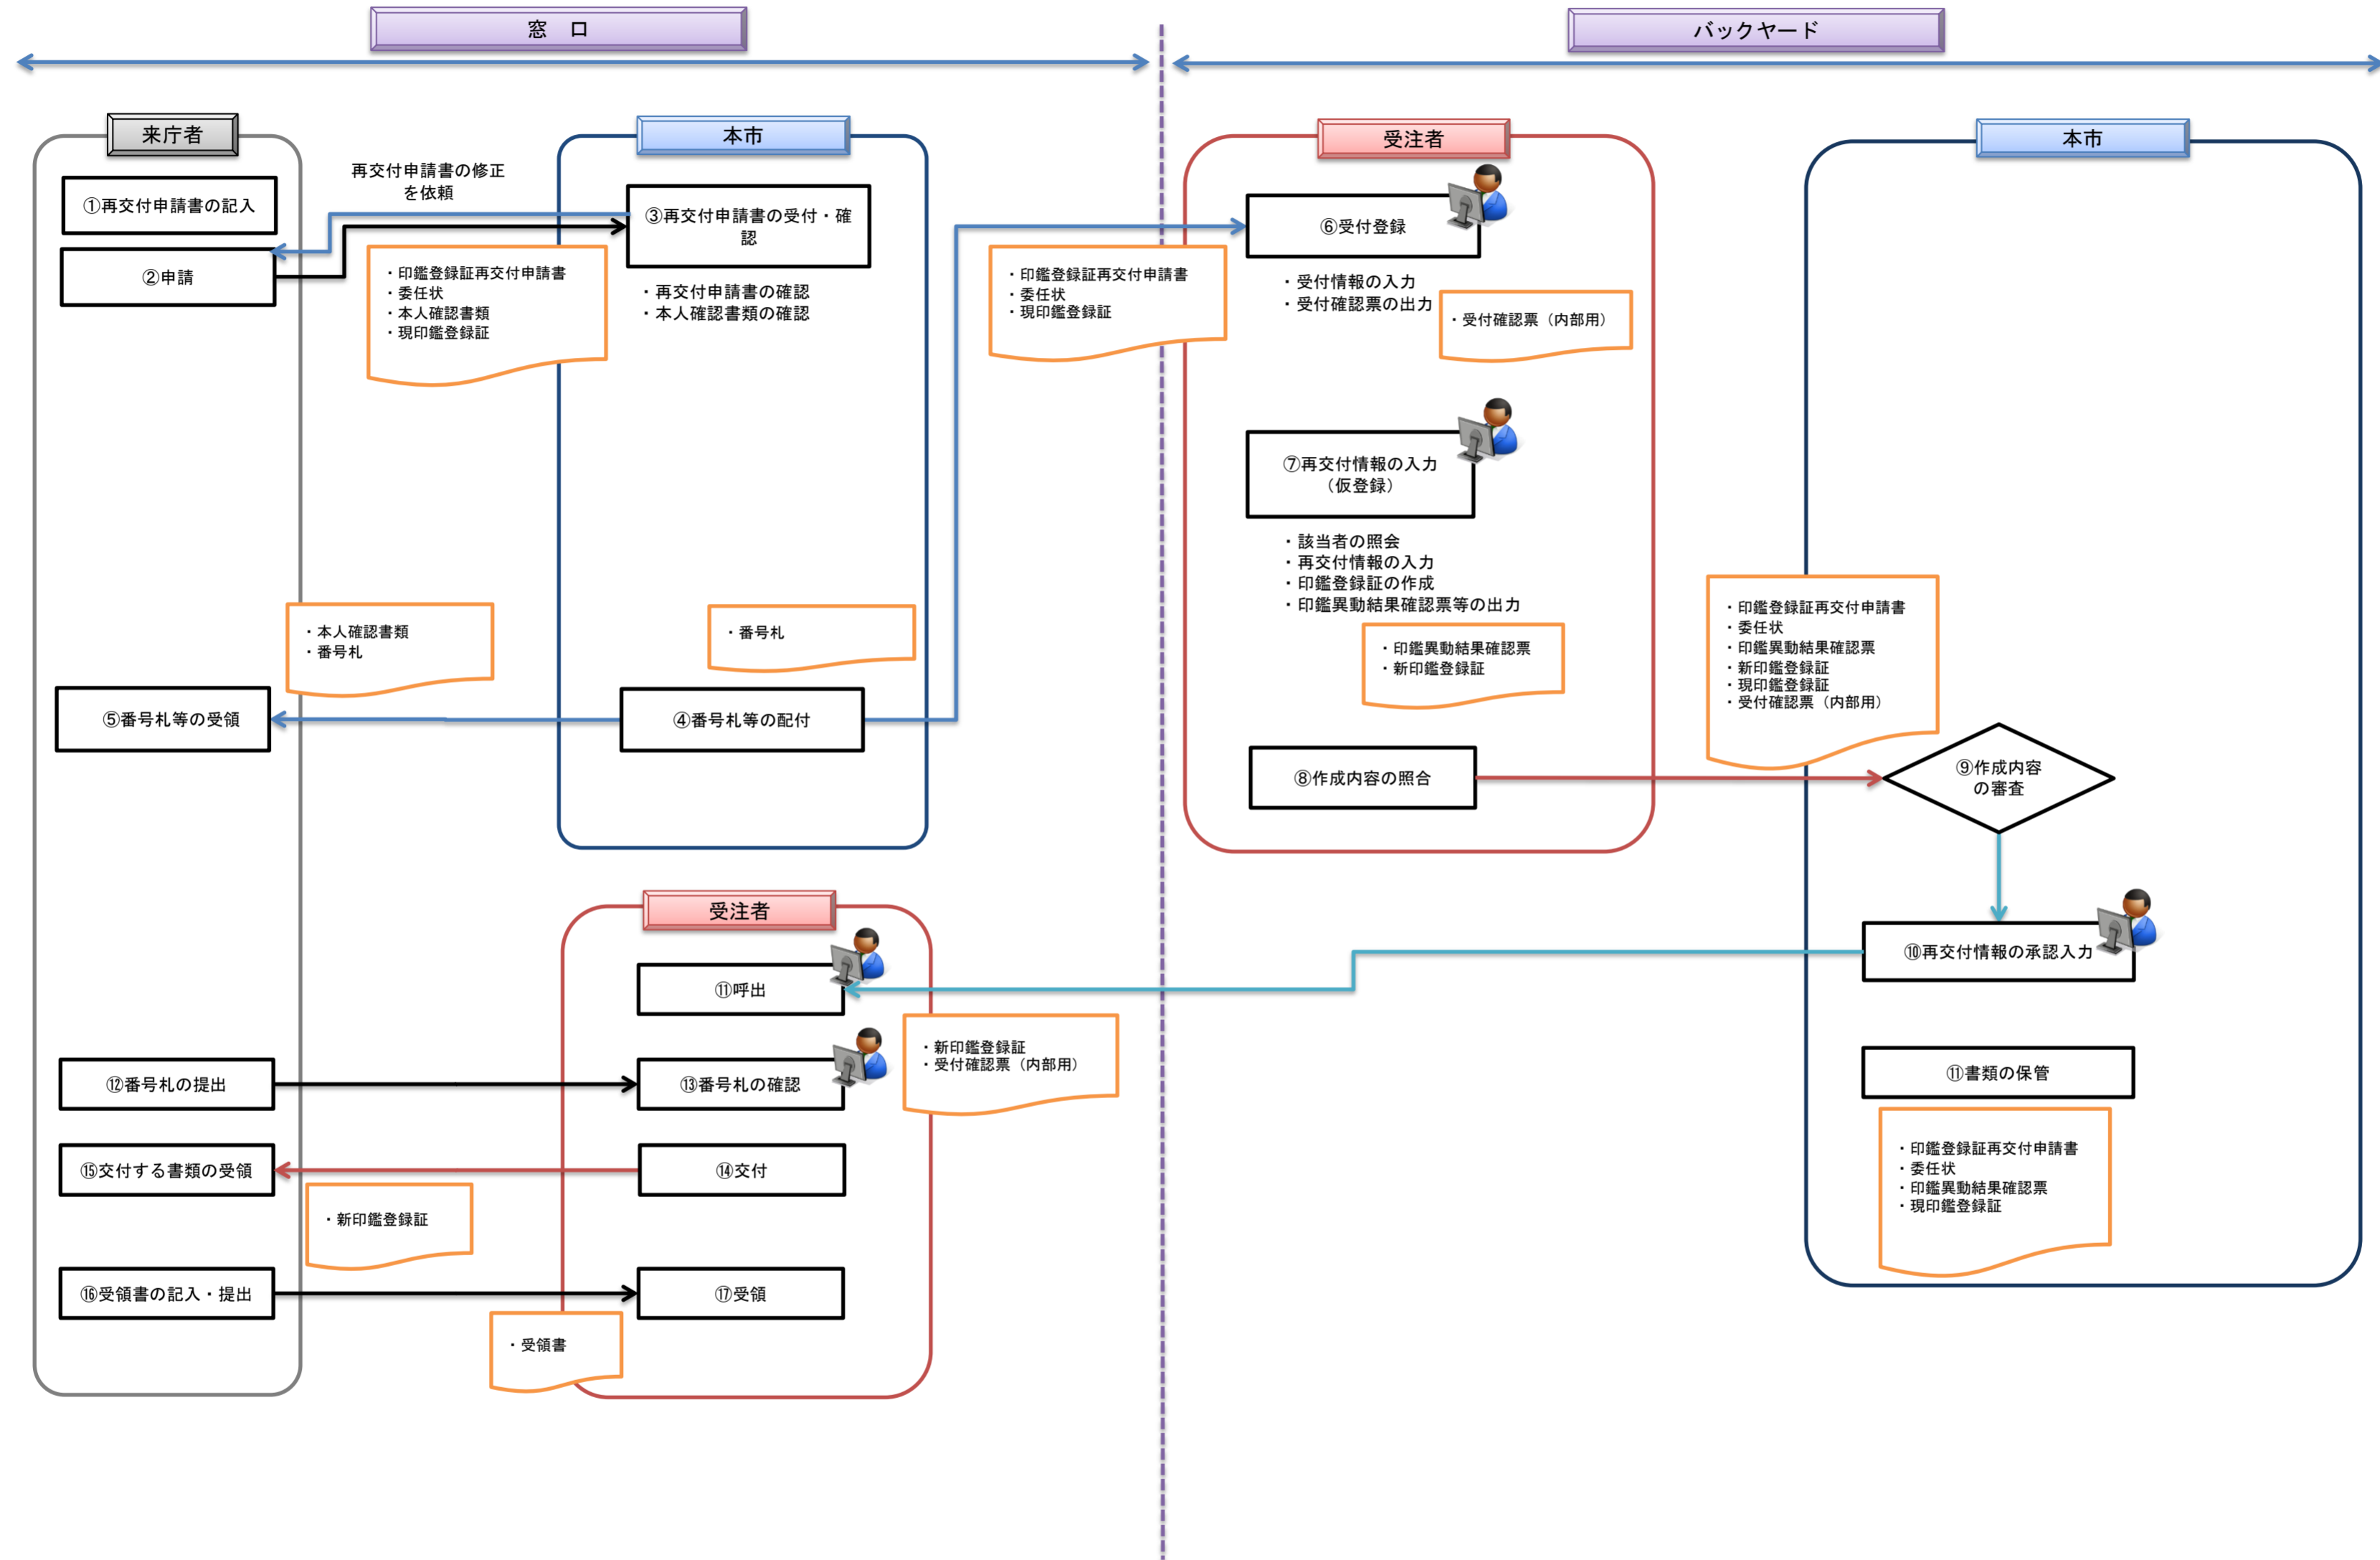 窓　口
バックヤード
来庁者
①再交付申請書の記入
②申請
再交付申請書の修正
を依頼
本市
③再交付申請書の受付・確
認
・再交付申請書の確認
・本人確認書類の確認
・印鑑登録証再交付申請書
・委任状
・本人確認書類
・現印鑑登録証
・番号札
④番号札等の配付
・本人確認書類
・番号札
⑤番号札等の受領
・印鑑登録証再交付申請書
・委任状
・現印鑑登録証
受注者
⑥受付登録
・受付情報の入力
・受付確認票の出力
・受付確認票（内部用）
⑦再交付情報の入力
（仮登録）
・該当者の照会
・再交付情報の入力
・印鑑登録証の作成
・印鑑異動結果確認票等の出力
・印鑑異動結果確認票
・新印鑑登録証
⑧作成内容の照合
本市
・印鑑登録証再交付申請書
・委任状
・印鑑異動結果確認票
・新印鑑登録証
・現印鑑登録証
・受付確認票（内部用）
⑨作成内容
の審査
⑩再交付情報の承認入力
⑪書類の保管
・印鑑登録証再交付申請書
・委任状
・印鑑異動結果確認票
・現印鑑登録証
受注者
⑪呼出
・新印鑑登録証
・受付確認票（内部用）
⑫番号札の提出
⑬番号札の確認
⑮交付する書類の受領
⑭交付
・新印鑑登録証
⑯受領書の記入・提出
⑰受領
・受領書